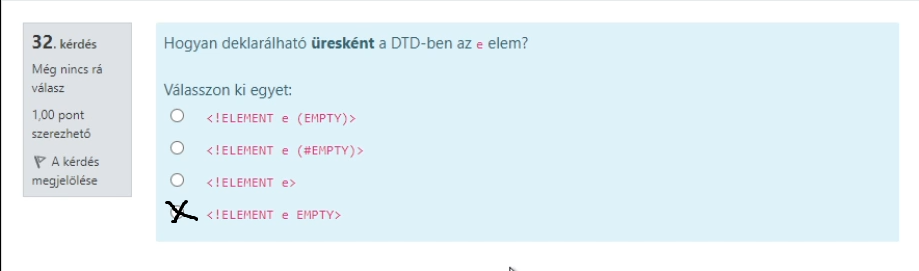 32. kérdés
Még nincs rá
válasz
1,00 pont
szerezhető
A kérdés
megjelölése
Hogyan deklarálható üresként a DTD-ben az e elem?
Válasszon ki egyet:
<!ELEMENT e (EMPTY)>
<!ELEMENT e (#EMPTY)>
<!ELEMENT e>
<!ELEMENT e EMPTY>